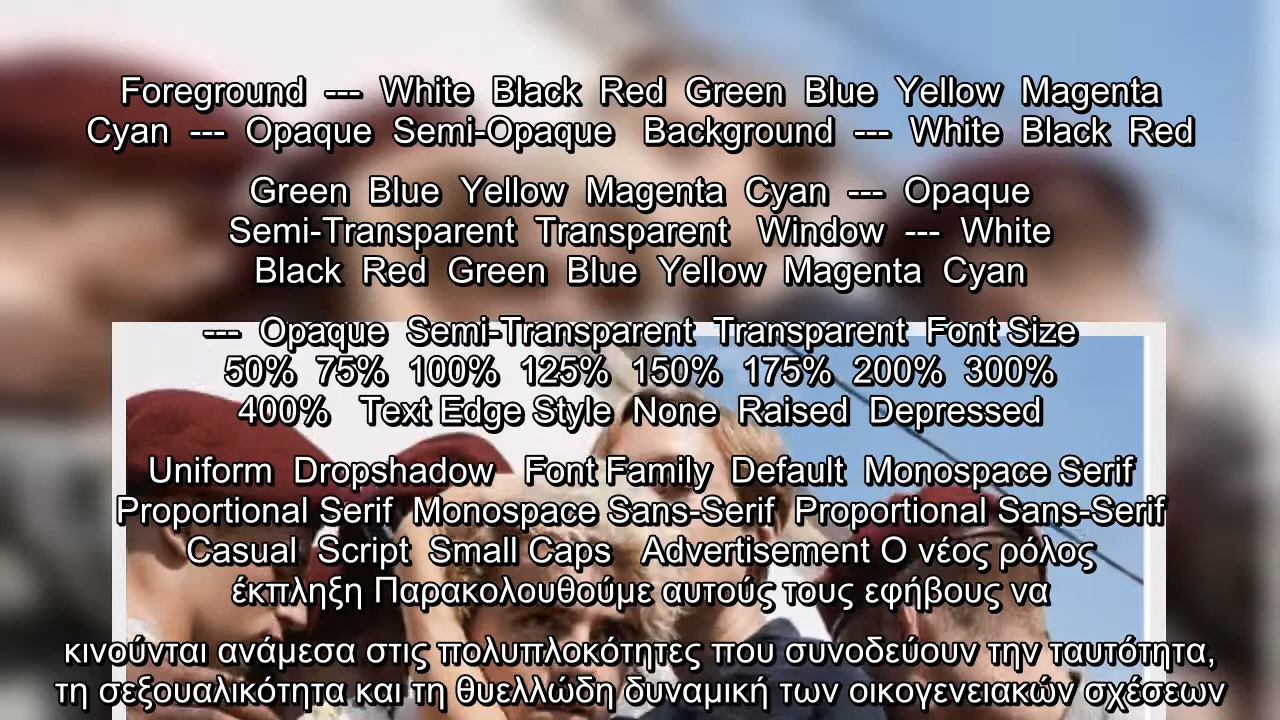 Foreground --- White Black Red Green Blue Yellow Magenta
Cyan --- Opaque Semi-Opaque Background --- White Black Red
Green Blue Yellow Magenta Cyan --- Opaque
Semi-Transparent Transparent Window --- White
Black Red Green Blue Yellow Magenta Cyan
--- Opaque Semi-Transparent Transparent Font Size
50% 75% 100% 125% 150% 175% 200% 300%
400% Text Edge Style None Raised Depressed
Uniform Dropshadow Font Family Default Monospace Serif
Proportional Serif Monospace Sans-Serif Proportional Sans-Serif
Casual Script Small Caps Advertisement Ο νέος ρόλος
έκπληξη Παρακολουθούμε αυτούς τους εφήβους να
κινούνται ανάμεσα στις πολυπλοκότητες που συνοδεύουν την ταυτότητα,
τη σεξουαλικότητα και τη θυελλώδη δυναμική των οικογενειακών σχέσεων